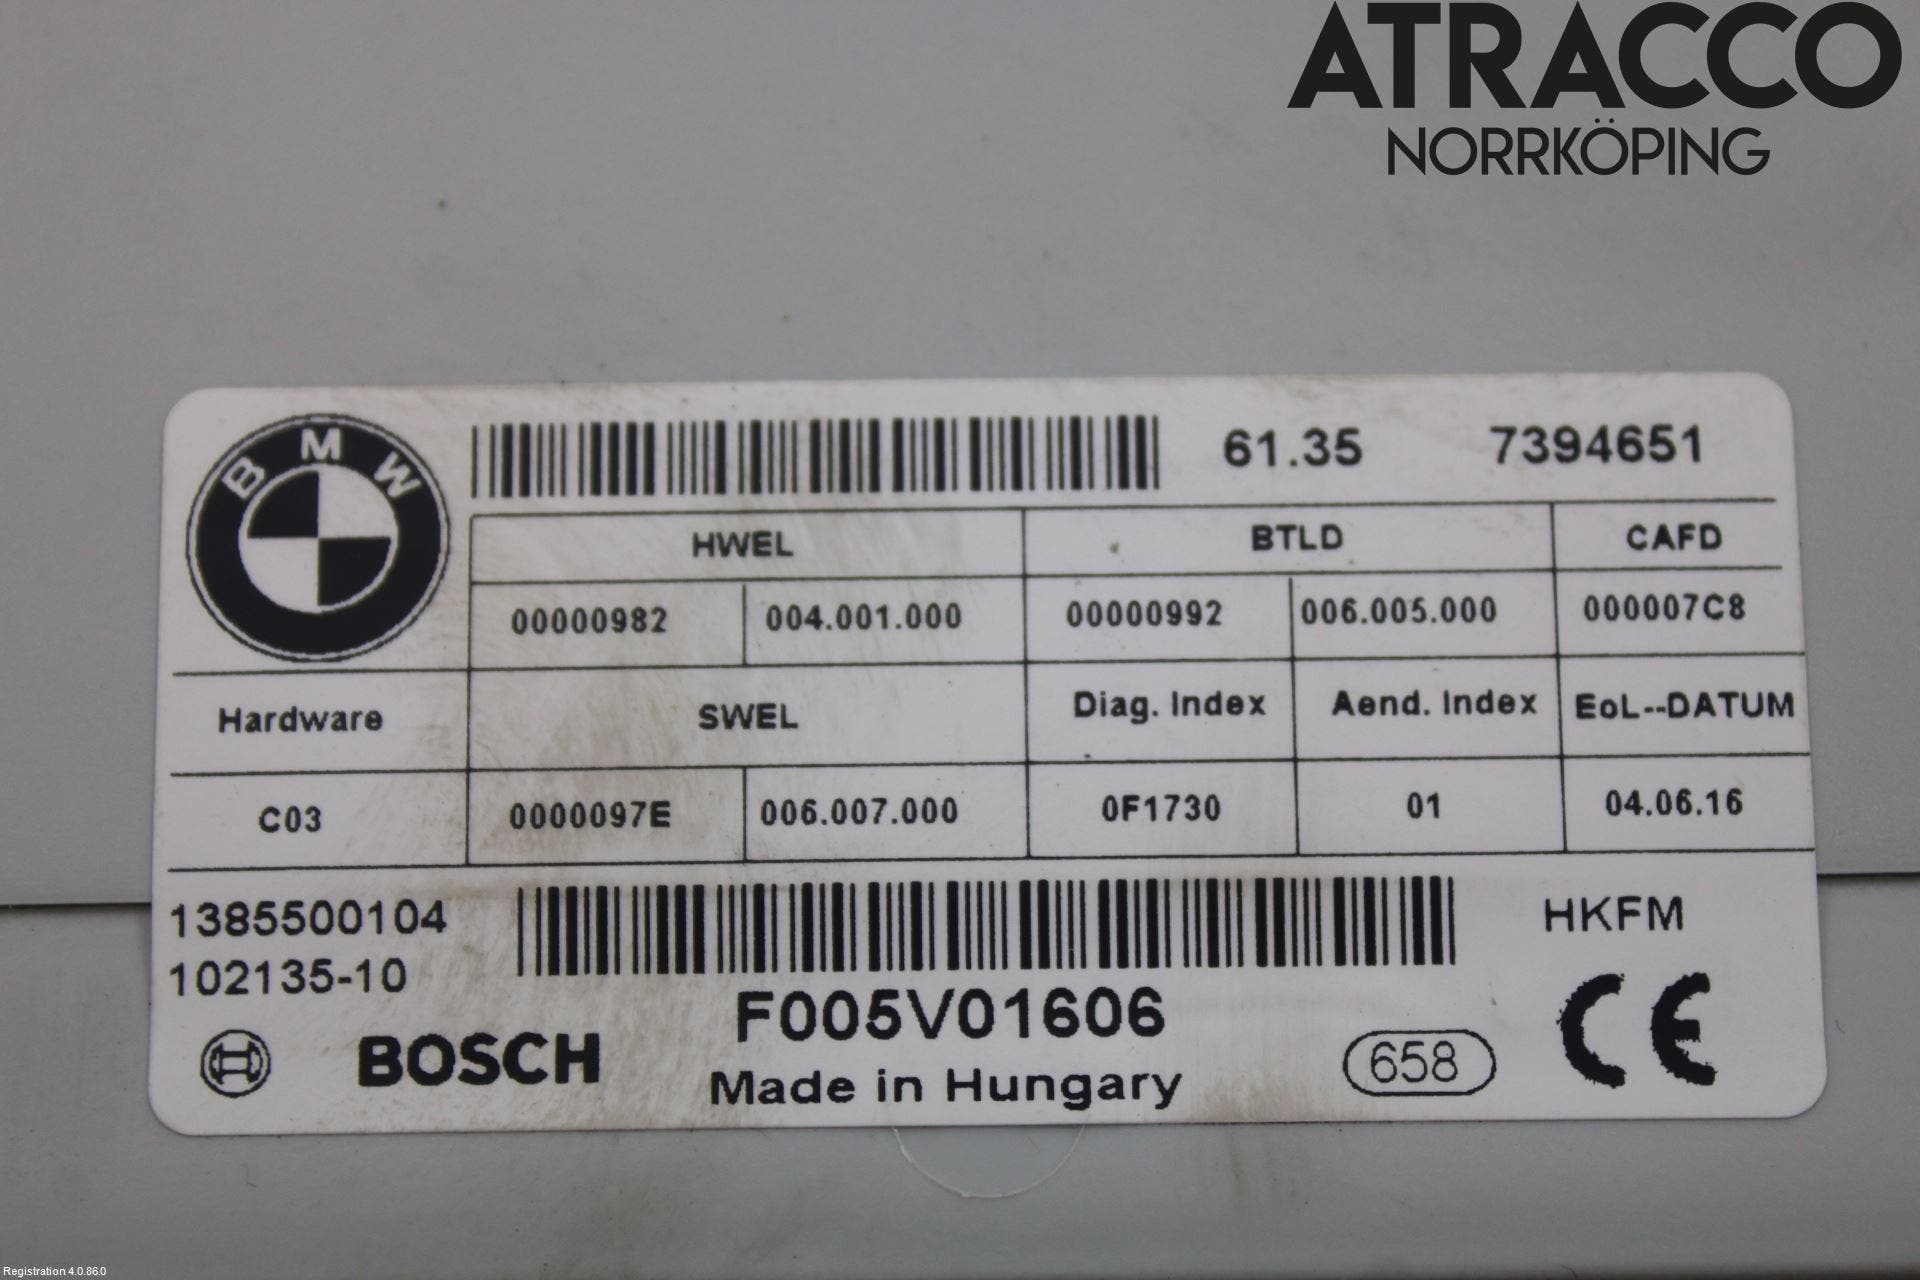 ATRACCO
NORRKÖPING
BMW
61.35 7394651
HWEL BTLD CAFD
00000982 004.001.000 00000992 006.005.000 000007C8
Hardware SWEL Diag. Index Aend. Index EoL--DATUM
C03 0000097E 006.007.000 0F1730 01 04.06.16
1385500104 HKFM
102135-10
F005V01606
BOSCH
Made in Hungary 658 CE
Registration 4.0.86.0